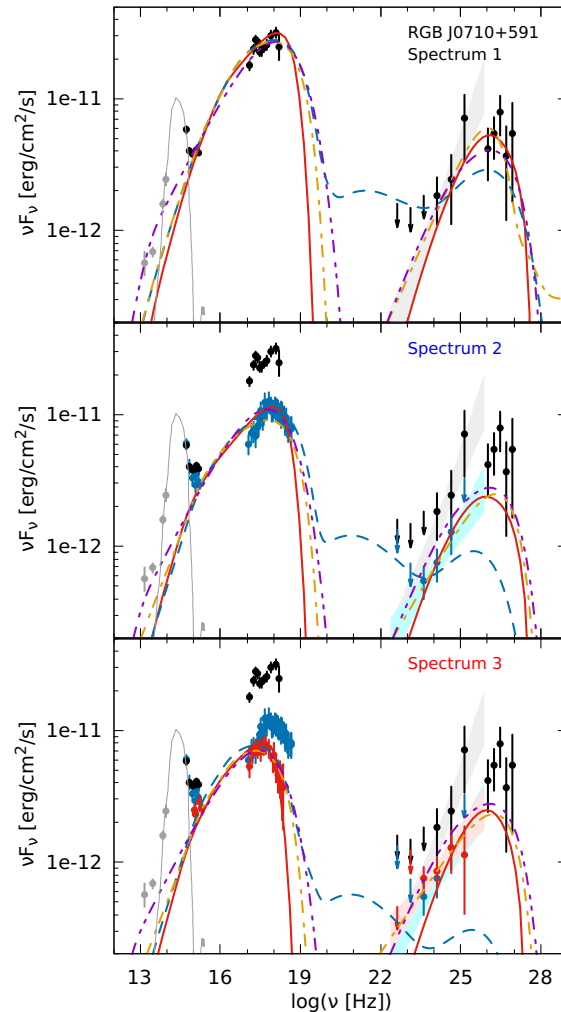 RGB J0710+591
Spectrum 1
νFν [erg/cm²/s]
1e-11
1e-12
Spectrum 2
νFν [erg/cm²/s]
1e-11
1e-12
Spectrum 3
νFν [erg/cm²/s]
1e-11
1e-12
13 16 19 22 25 28
log(ν [Hz])